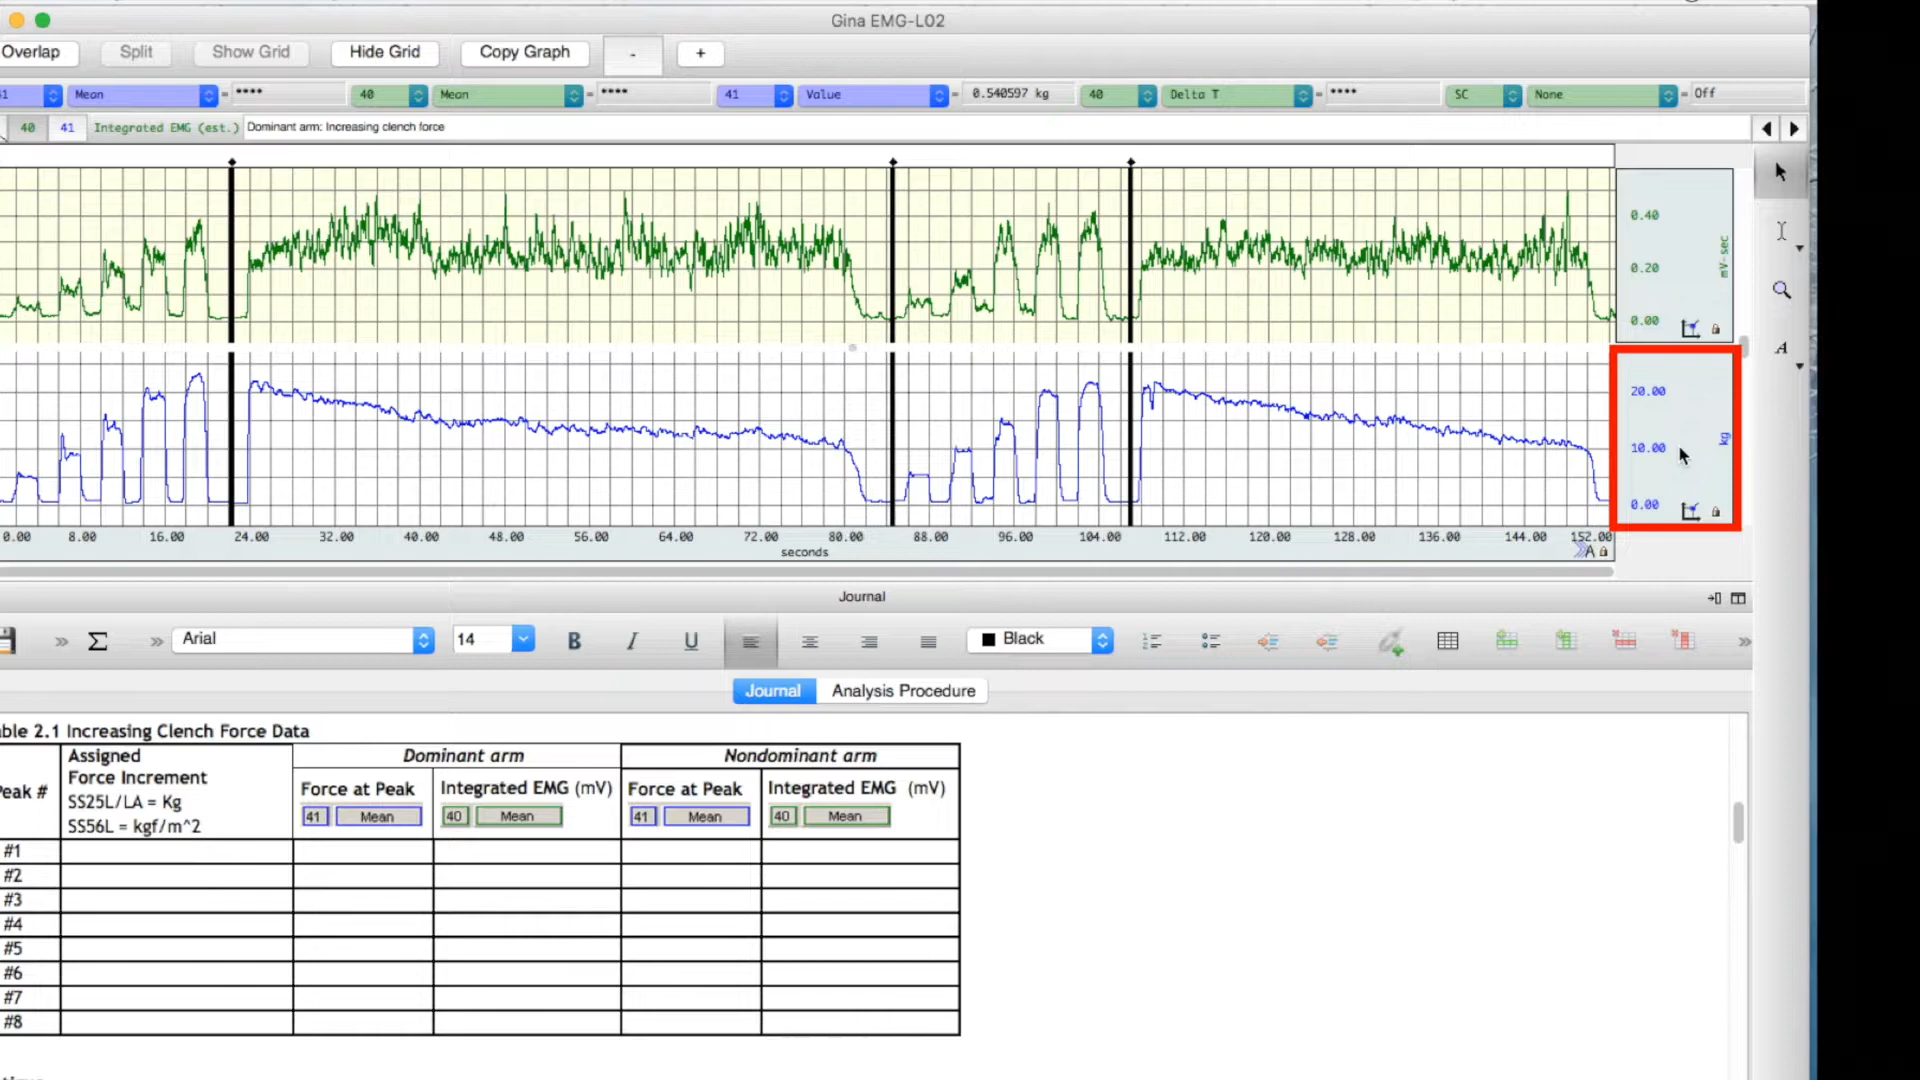 Gina EMG-L02
Overlap Split Show Grid Hide Grid Copy Graph - +
41 Mean = **** 40 Mean = **** 41 Value = 0.540597 kg 40 Delta T = **** SC None = Off
40 41 Integrated EMG (est.) Dominant arm: Increasing clench force
0.40
0.20
0.00
mV-sec
20.00
10.00
0.00
kg
0.00 8.00 16.00 24.00 32.00 40.00 48.00 56.00 64.00 72.00 80.00 88.00 96.00 104.00 112.00 120.00 128.00 136.00 144.00 152.00
seconds
A
Journal
Σ Arial 14 B I U Black
Journal Analysis Procedure
able 2.1 Increasing Clench Force Data
Peak #
Assigned
Force Increment
SS25L/LA = Kg
SS56L = kgf/m^2
Dominant arm Nondominant arm
Force at Peak Integrated EMG (mV) Force at Peak Integrated EMG (mV)
41 Mean 40 Mean 41 Mean 40 Mean
#1
#2
#3
#4
#5
#6
#7
#8